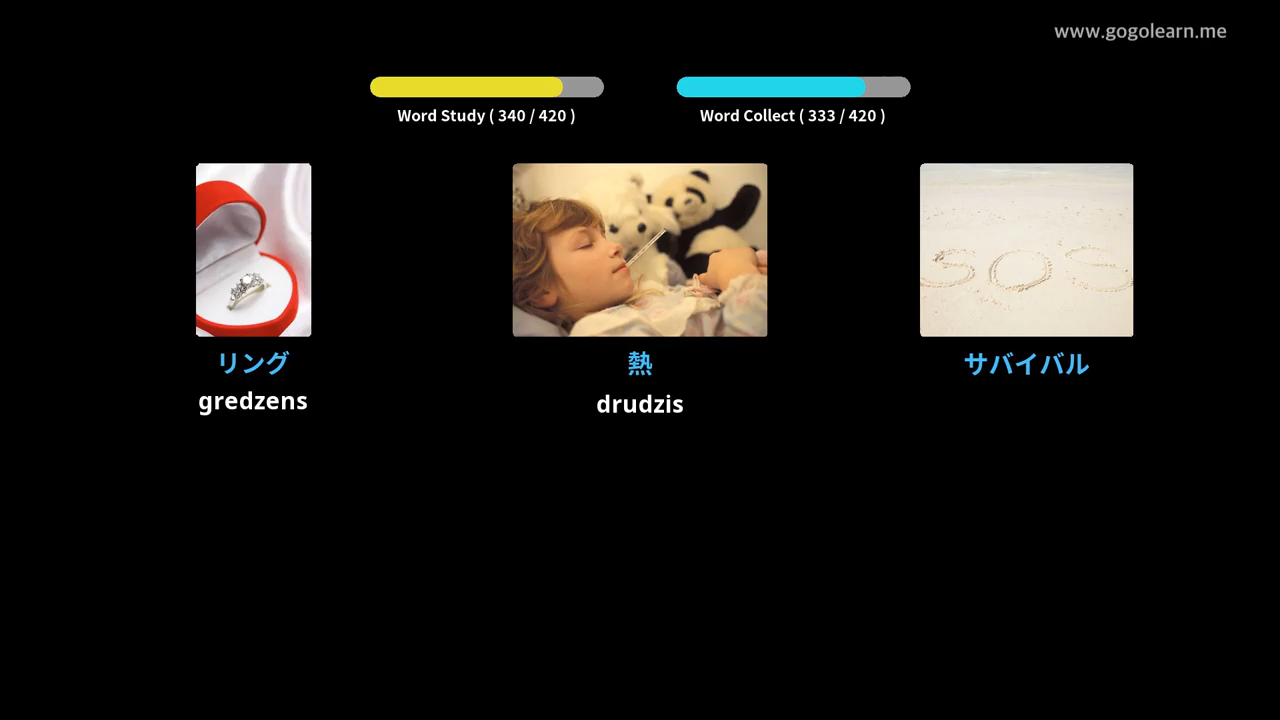 www.gogolearn.me
Word Study ( 340 / 420 )
Word Collect ( 333 / 420 )
SOS
リング
熱
サバイバル
gredzens
drudzis